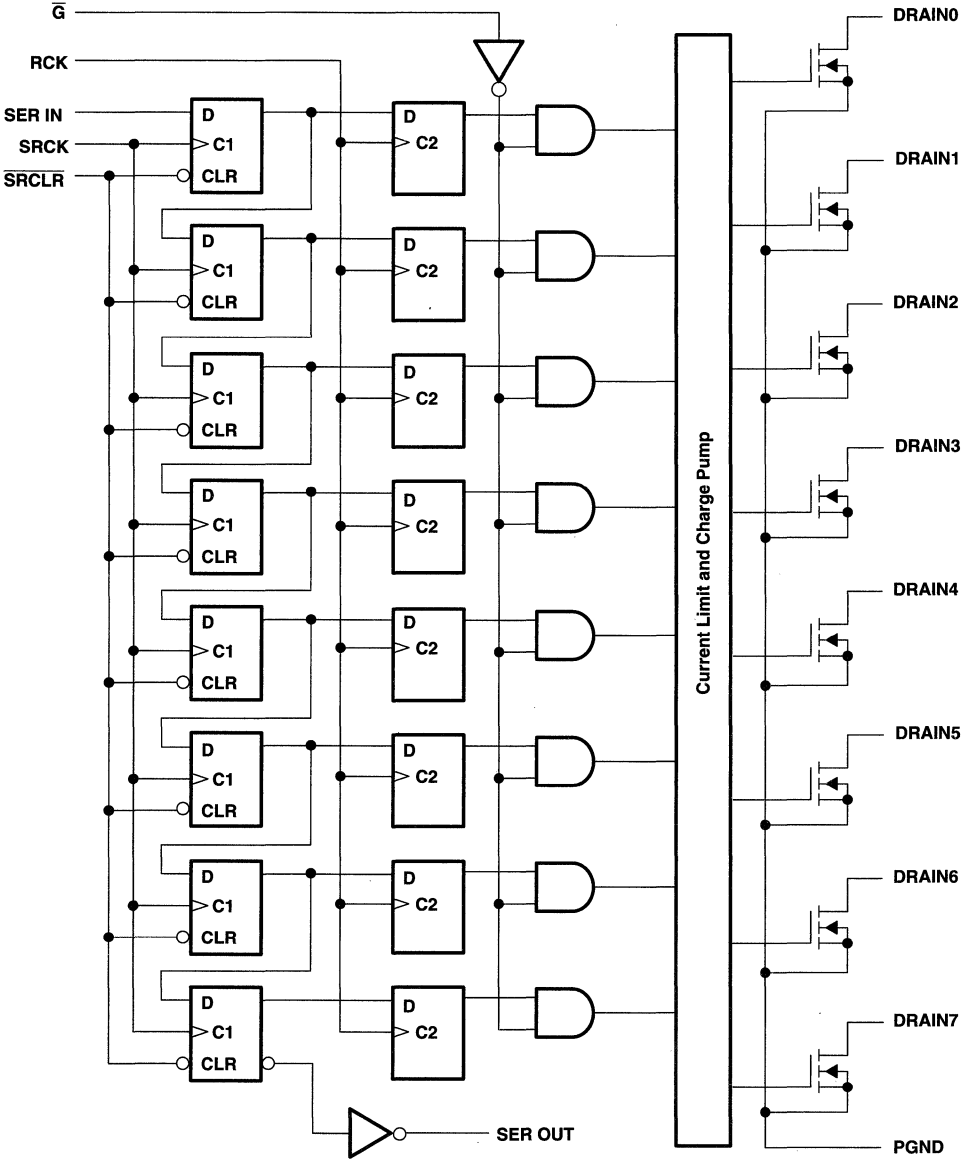 G̅
DRAIN0
RCK
SER IN
D
D
SRCK
C1
C2
S̅R̅C̅L̅R̅
CLR
DRAIN1
D
D
C1
C2
CLR
DRAIN2
D
D
C1
C2
CLR
DRAIN3
D
D
C1
C2
CLR
Current Limit and Charge Pump
DRAIN4
D
D
C1
C2
CLR
DRAIN5
D
D
C1
C2
CLR
DRAIN6
D
D
C1
C2
CLR
D
D
DRAIN7
C1
C2
CLR
SER OUT
PGND